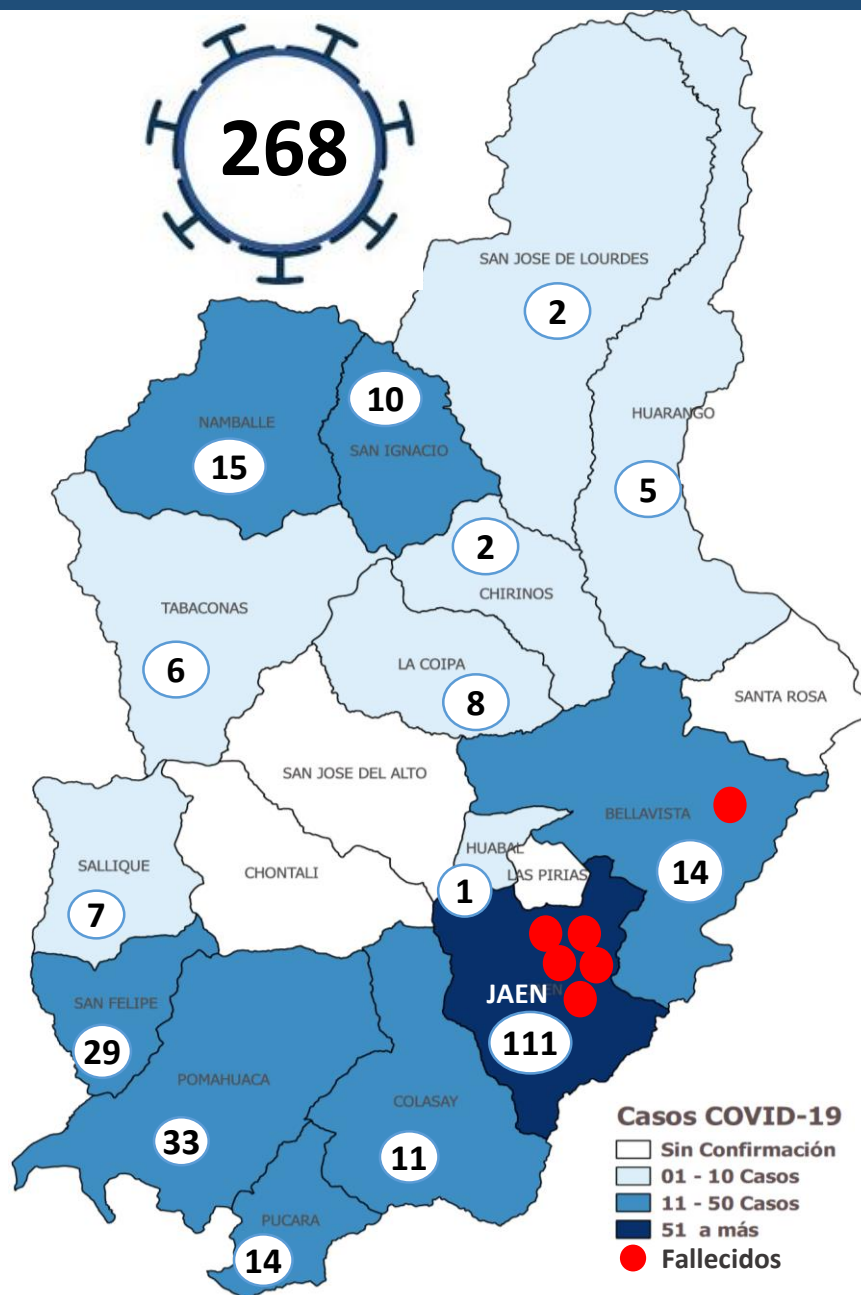 268
SAN JOSE DE LOURDES
2
10
HUARANGO
NAMBALLE
SAN IGNACIO
15
5
2
CHIRINOS
TABACONAS
LA COIPA
6
8
SANTA ROSA
SAN JOSE DEL ALTO
BELLAVISTA
HUABAL
SALLIQUE
CHONTALI
LAS PIRIAS
14
1
7
JAEN
SAN FELIPE
111
29
POMAHUACA
COLASAY
33
11
PUCARA
14
Casos COVID-19
Sin Confirmación
01 - 10 Casos
11 - 50 Casos
51 a más
Fallecidos